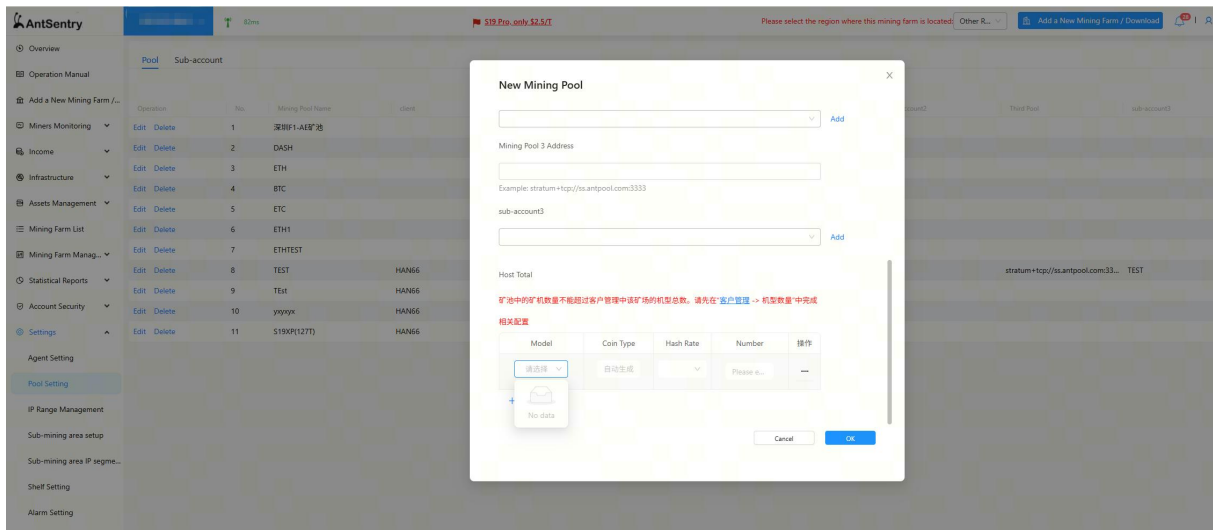 AntSentry
82ms
S19 Pro, only $2.5/T
Please select the region where this mining farm is located: Other R...
Add a New Mining Farm / Download
28
Overview
Operation Manual
Add a New Mining Farm /...
Miners Monitoring
Income
Infrastructure
Assets Management
Mining Farm List
Mining Farm Manag...
Statistical Reports
Account Security
Settings
Agent Setting
Pool Setting
IP Range Management
Sub-mining area setup
Sub-mining area IP segme...
Shelf Setting
Alarm Setting
Pool Sub-account
Operation No. Mining Pool Name client Third Pool sub-account3
Edit Delete 1 深圳F1-AE矿池
Edit Delete 2 DASH
Edit Delete 3 ETH
Edit Delete 4 BTC
Edit Delete 5 ETC
Edit Delete 6 ETH1
Edit Delete 7 ETHTEST
Edit Delete 8 TEST HAN66 stratum+tcp://ss.antpool.com:33... TEST
Edit Delete 9 TEst HAN66
Edit Delete 10 yxyxyx HAN66
Edit Delete 11 S19XP(127T) HAN66
New Mining Pool
Add
Mining Pool 3 Address
Example: stratum+tcp://ss.antpool.com:3333
sub-account3
Add
Host Total
矿池中的矿机数量不能超过客户管理中该矿场的机型总数。请先在"客户管理 -> 机型数量"中完成
相关配置
Model Coin Type Hash Rate Number 操作
请选择 自动生成 Please e...
No data
Cancel OK